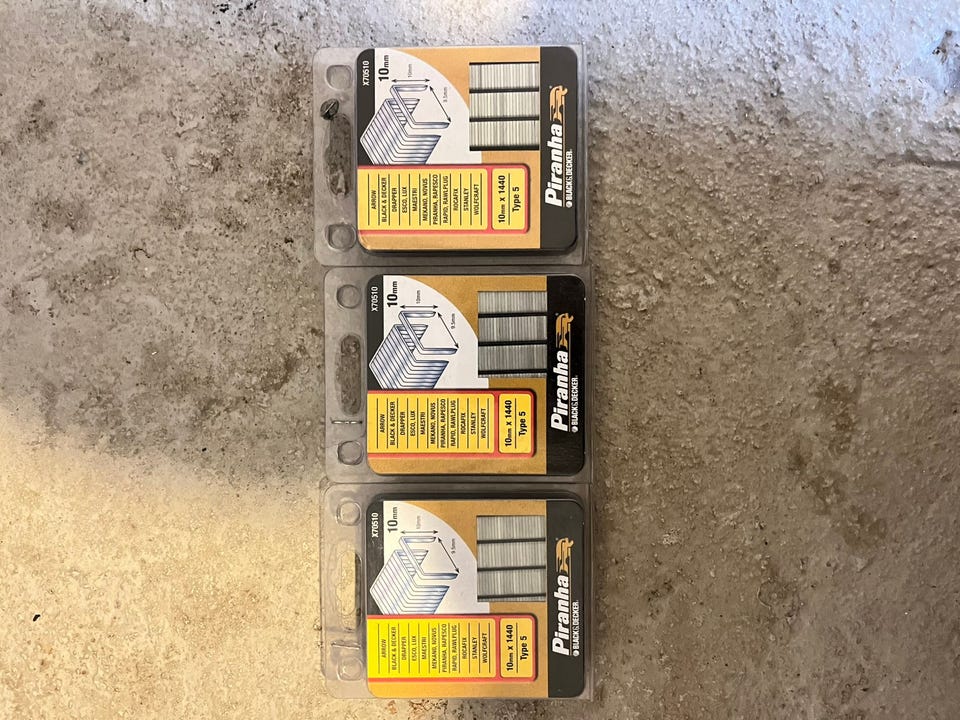 X70510
10mm
10mm
9.5mm
ARROW
BLACK & DECKER
DRAPPER
ESCO, LUX
MAESTRI
MEKANO, NOVUS
PIRANHA, RAPESCO
RAPID, RAWLPLUG
ROCAFIX
STANLEY
WOLFCRAFT
10mm x 1440
Type 5
Piranha
BLACK & DECKER.
X70510
10mm
10mm
9.5mm
ARROW
BLACK & DECKER
DRAPPER
ESCO, LUX
MAESTRI
MEKANO, NOVUS
PIRANHA, RAPESCO
RAPID, RAWLPLUG
ROCAFIX
STANLEY
WOLFCRAFT
10mm x 1440
Type 5
Piranha
BLACK & DECKER.
X70510
10mm
10mm
9.5mm
ARROW
BLACK & DECKER
DRAPPER
ESCO, LUX
MAESTRI
MEKANO, NOVUS
PIRANHA, RAPESCO
RAPID, RAWLPLUG
ROCAFIX
STANLEY
WOLFCRAFT
10mm x 1440
Type 5
Piranha
BLACK & DECKER.